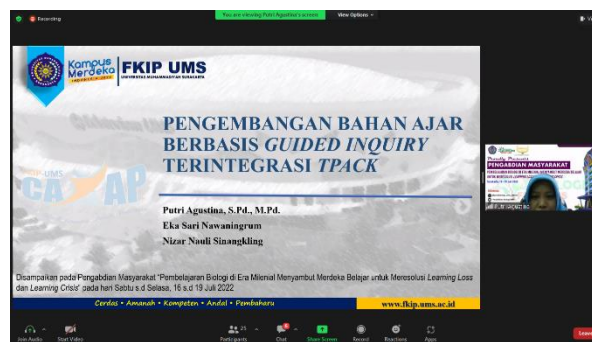 Recording
You are viewing Putri Agustina's screen
View Options
Kampus
Merdeka
FKIP UMS
UNIVERSITAS MUHAMMADIYAH SURAKARTA
PENGEMBANGAN BAHAN AJAR
BERBASIS GUIDED INQUIRY
TERINTEGRASI TPACK
Putri Agustina, S.Pd., M.Pd.
Eka Sari Nawaningrum
Nizar Nauli Sinangkling
Disampaikan pada Pengabdian Masyarakat "Pembelajaran Biologi di Era Milenial Menyambut Merdeka Belajar untuk Meresolusi Learning Loss
dan Learning Crisis" pada hari Sabtu s.d Selasa, 16 s.d 19 Juli 2022
Cerdas • Amanah • Kompeten • Andal • Pembaharu
www.fkip.ums.ac.id
PENGABDIAN MASYARAKAT
Join Audio
Start Video
25
Participants
Chat
Share Screen
Record
Reactions
Apps
Leave